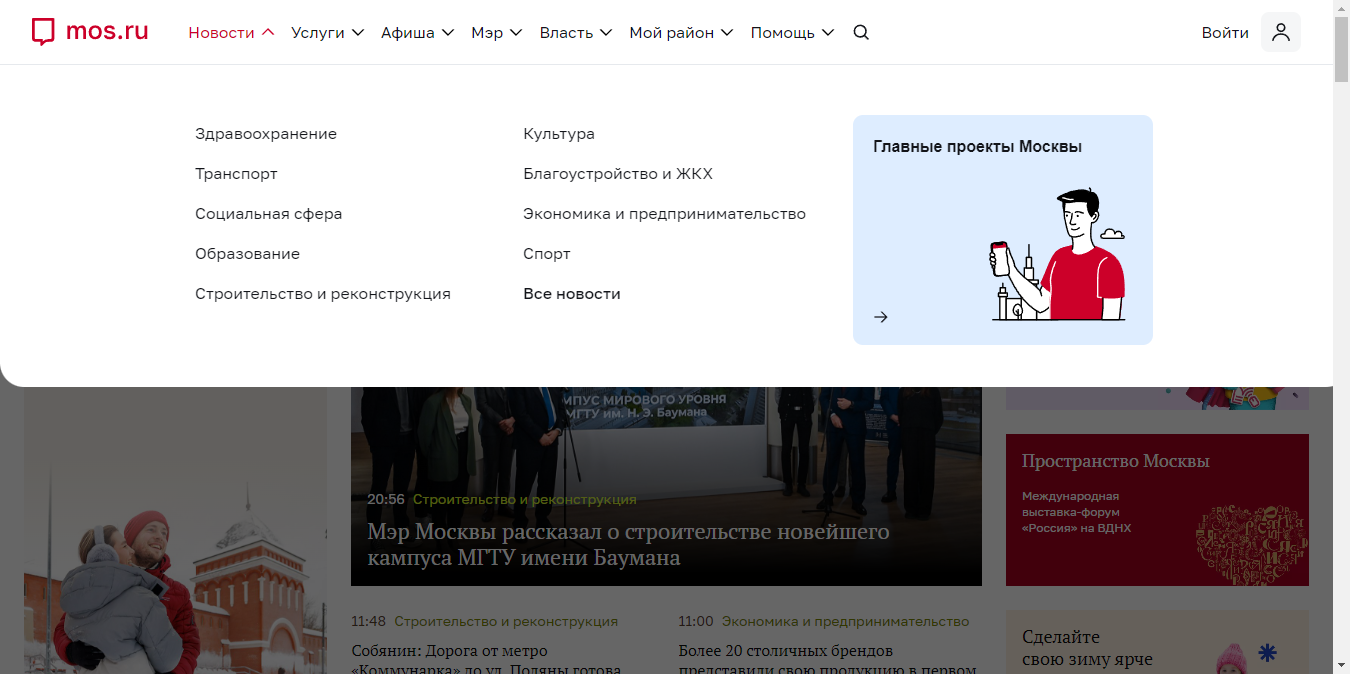 mos.ru
Новости
Услуги
Афиша
Мэр
Власть
Мой район
Помощь
Войти
Здравоохранение
Транспорт
Социальная сфера
Образование
Строительство и реконструкция
Культура
Благоустройство и ЖКХ
Экономика и предпринимательство
Спорт
Все новости
Главные проекты Москвы
МПУС МИРОВОГО УРОВНЯ
МГТУ им. Н. Э. Баумана
20:56 Строительство и реконструкция
Мэр Москвы рассказал о строительстве новейшего
кампуса МГТУ имени Баумана
11:48 Строительство и реконструкция
Собянин: Дорога от метро
«Коммунарка» до ул. Поляны готова
11:00 Экономика и предпринимательство
Более 20 столичных брендов
представили свою продукцию в первом
Пространство Москвы
Международная
выставка-форум
«Россия» на ВДНХ
Сделайте
свою зиму ярче